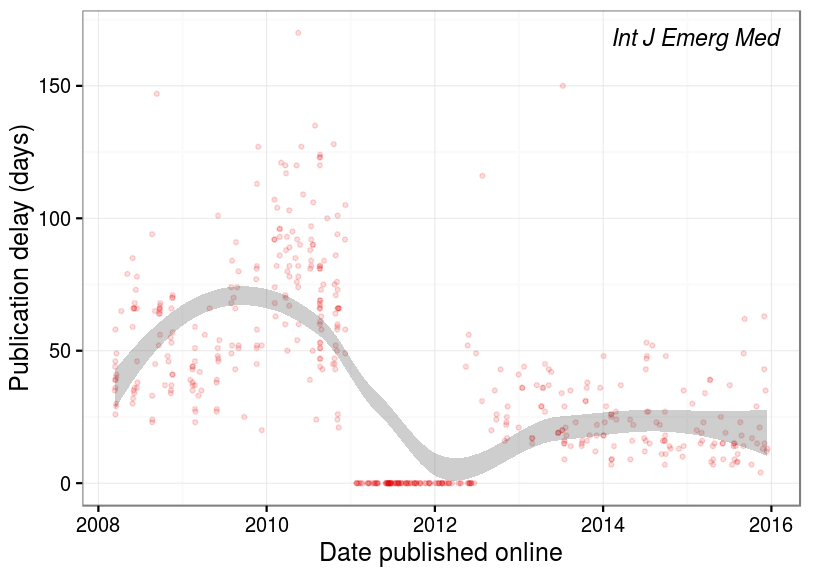 Int J Emerg Med
Publication delay (days)
150
100
50
0
2008 2010 2012 2014 2016
Date published online